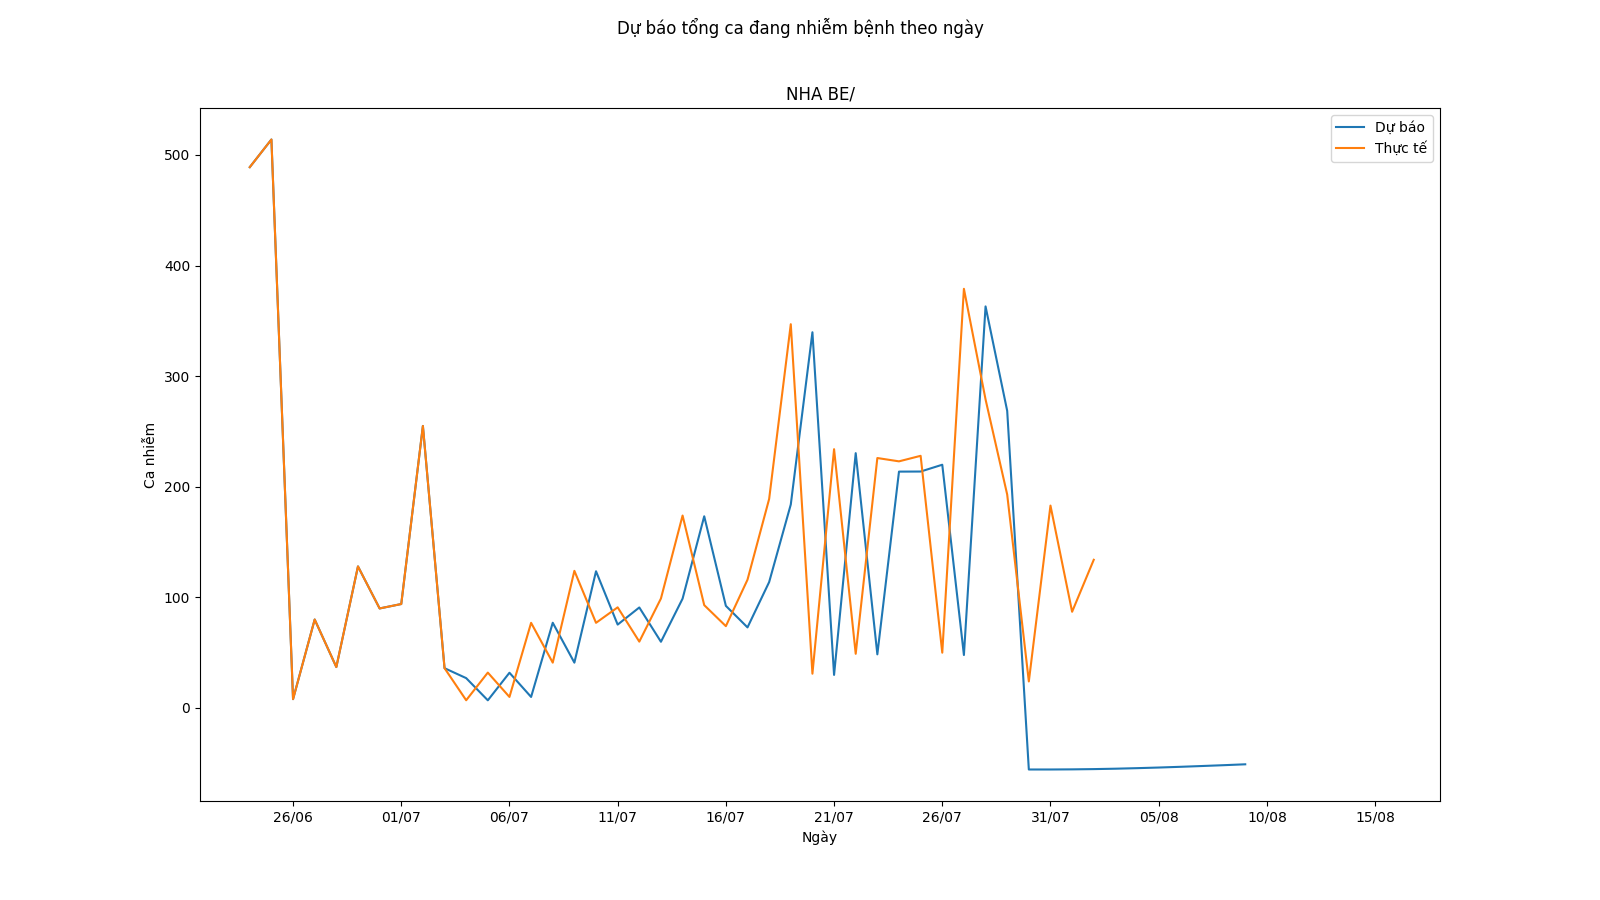 Dự báo tổng ca đang nhiễm bệnh theo ngày
NHA BE/
Dự báo
Thực tế
500
400
300
200
100
0
Ca nhiễm
26/06 01/07 06/07 11/07 16/07 21/07 26/07 31/07 05/08 10/08 15/08
Ngày